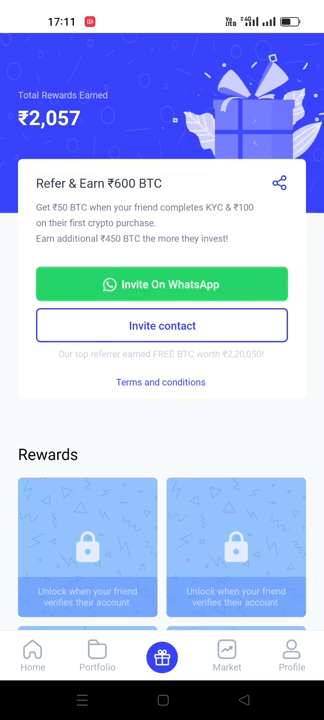 17:11
Vo LTE 4G
Total Rewards Earned
₹2,057
Refer & Earn ₹600 BTC
Get ₹50 BTC when your friend completes KYC & ₹100
on their first crypto purchase.
Earn additional ₹450 BTC the more they invest!
Invite On WhatsApp
Invite contact
Our top referrer earned FREE BTC worth ₹2,20,050!
Terms and conditions
Rewards
Unlock when your friend
verifies their account
Unlock when your friend
verifies their account
Home
Portfolio
Market
Profile